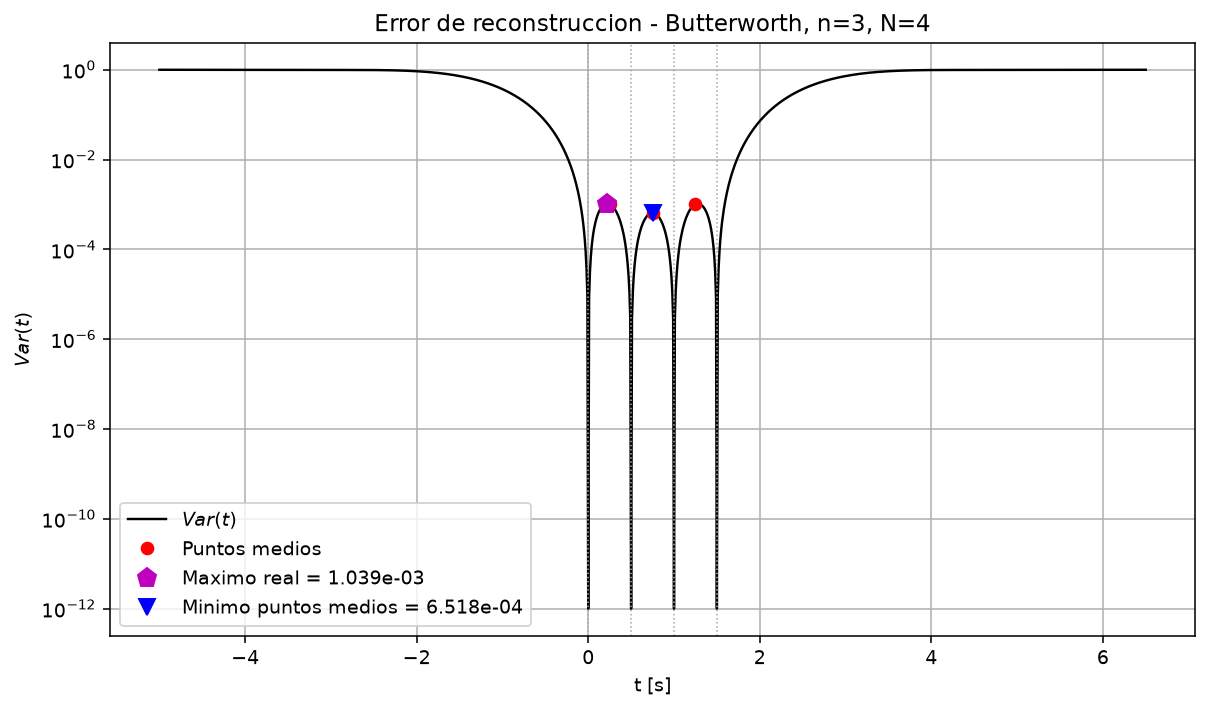 Error de reconstruccion - Butterworth, n=3, N=4
10⁰
10⁻²
10⁻⁴
10⁻⁶
10⁻⁸
10⁻¹⁰
10⁻¹²
Var(t)
Var(t)
Puntos medios
Maximo real = 1.039e-03
Minimo puntos medios = 6.518e-04
−4 −2 0 2 4 6
t [s]